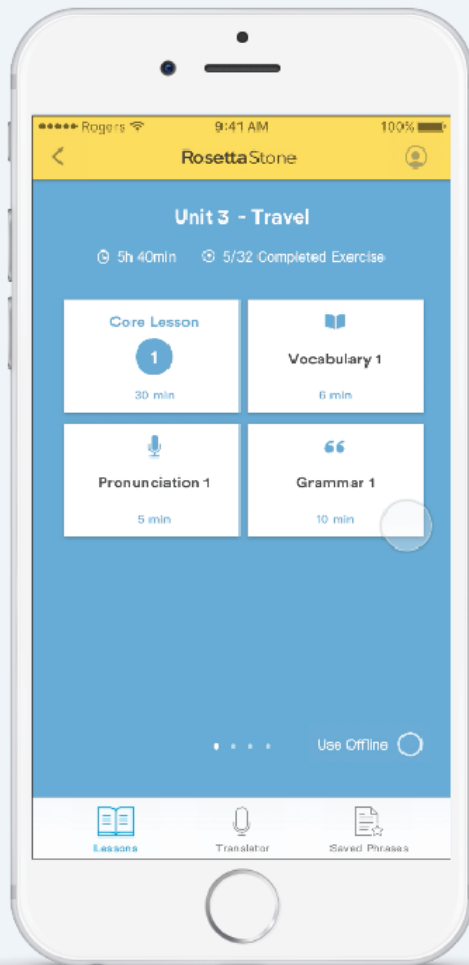 Rogers 9:41 AM 100%
RosettaStone
Unit 3 - Travel
5h 40min 5/32 Completed Exercise
Core Lesson
1
30 min
Vocabulary 1
6 min
Pronunciation 1
5 min
Grammar 1
10 min
Use Offline
Lessons Translator Saved Phrases